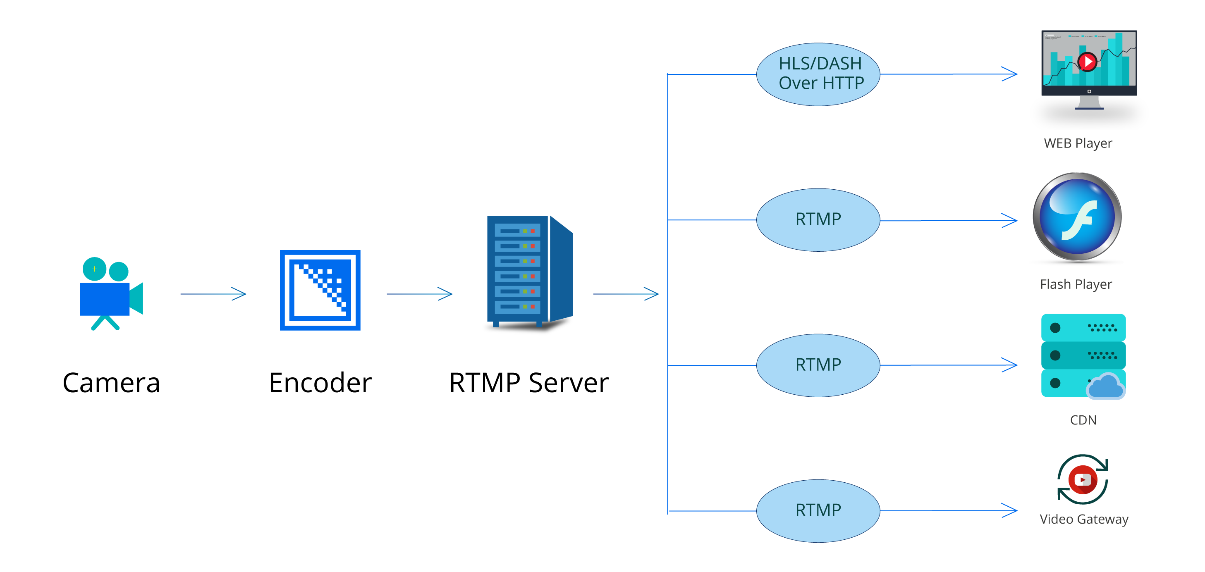 HLS/DASH
Over HTTP
WEB Player
RTMP
Flash Player
Camera
Encoder
RTMP Server
RTMP
CDN
RTMP
Video Gateway